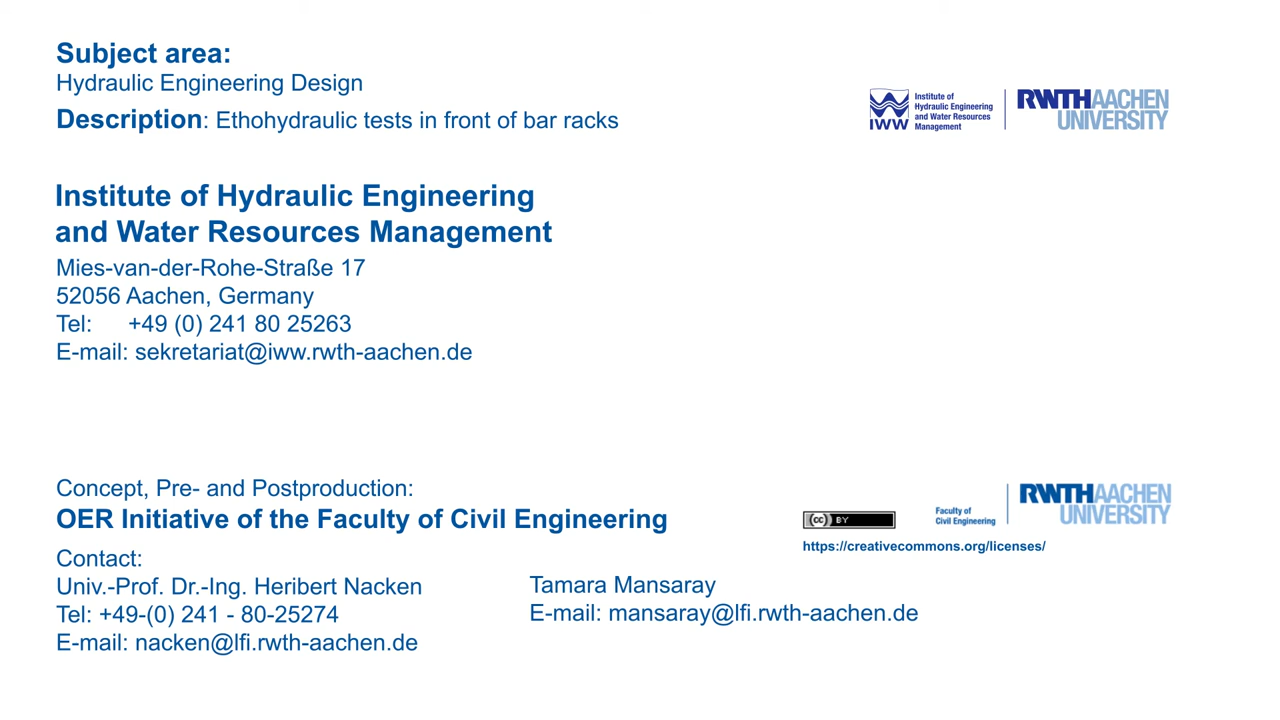 Subject area:
Hydraulic Engineering Design
Description: Ethohydraulic tests in front of bar racks
IWW
Institute of
Hydraulic Engineering
and Water Resources
Management
RWTHAACHEN
UNIVERSITY
Institute of Hydraulic Engineering
and Water Resources Management
Mies-van-der-Rohe-Straße 17
52056 Aachen, Germany
Tel: +49 (0) 241 80 25263
E-mail: sekretariat@iww.rwth-aachen.de
Concept, Pre- and Postproduction:
OER Initiative of the Faculty of Civil Engineering
Contact:
Univ.-Prof. Dr.-Ing. Heribert Nacken
Tel: +49-(0) 241 - 80-25274
E-mail: nacken@lfi.rwth-aachen.de
Tamara Mansaray
E-mail: mansaray@lfi.rwth-aachen.de
cc BY
https://creativecommons.org/licenses/
Faculty of
Civil Engineering
RWTHAACHEN
UNIVERSITY